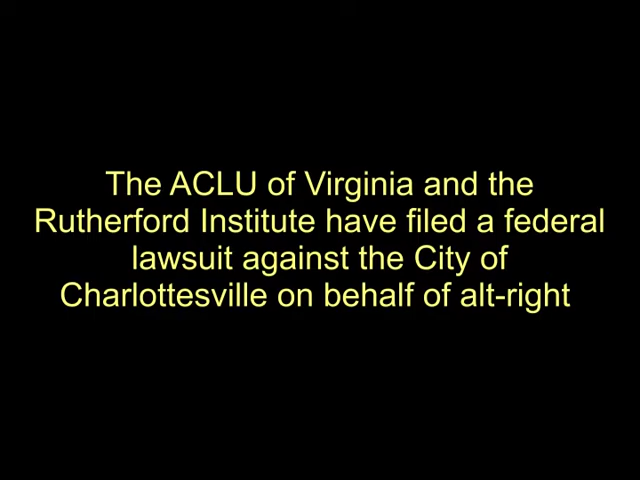 The ACLU of Virginia and the
Rutherford Institute have filed a federal
lawsuit against the City of
Charlottesville on behalf of alt-right